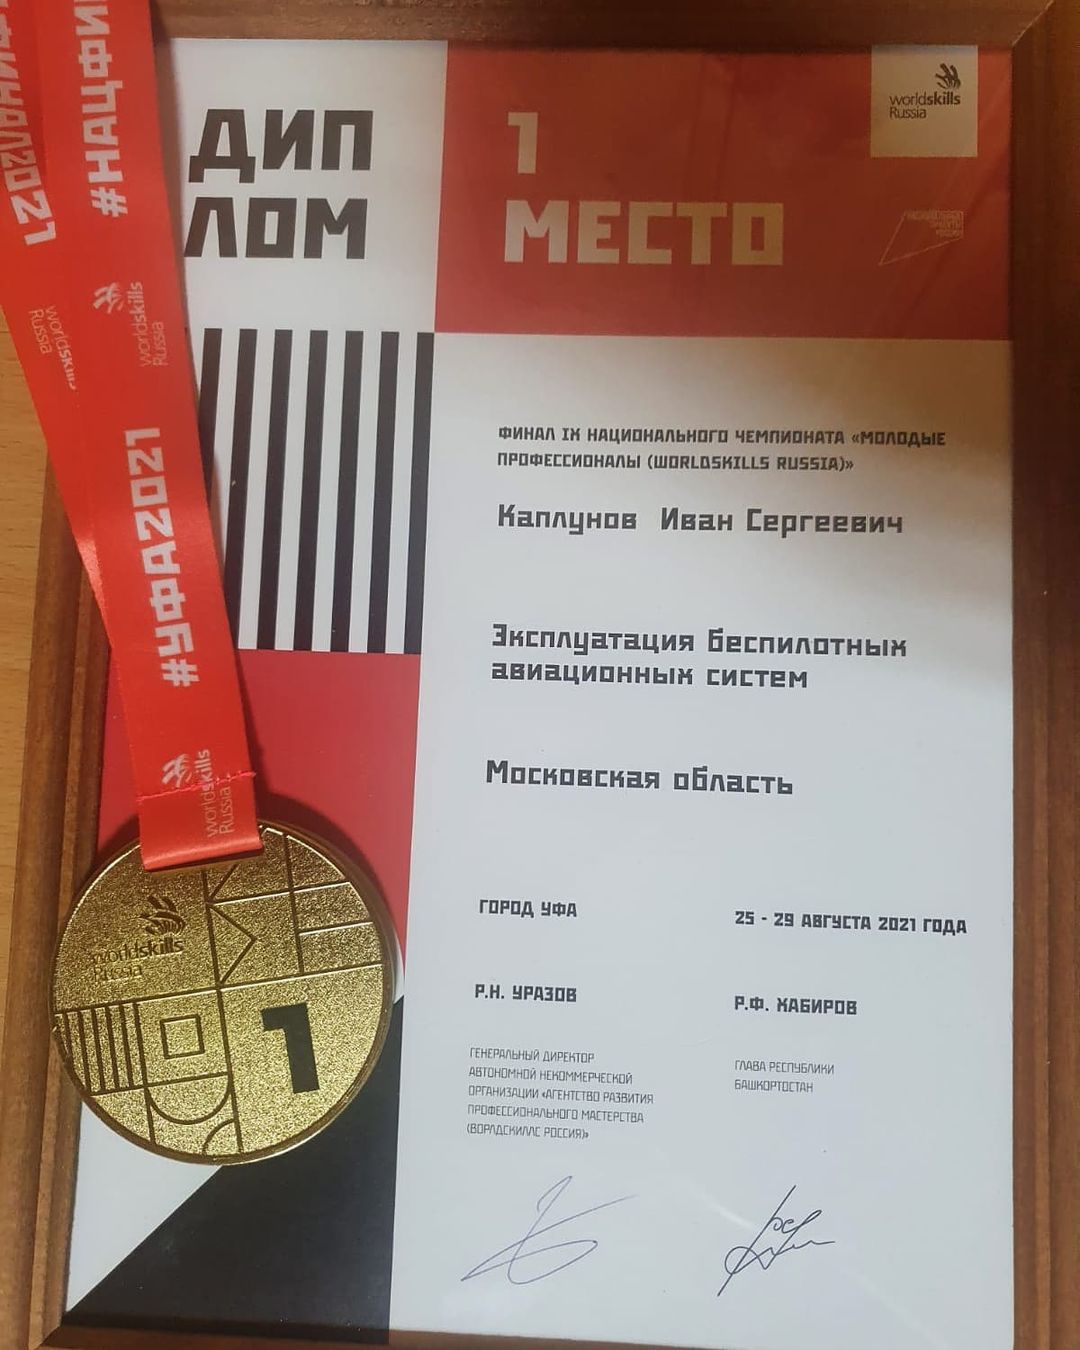 ДИП
ЛОМ
1
МЕСТО
worldskills
Russia
ФИНАЛ IX НАЦИОНАЛЬНОГО ЧЕМПИОНАТА «МОЛОДЫЕ
ПРОФЕССИОНАЛЫ (WORLDSKILLS RUSSIA)»
Каплунов Иван Сергеевич
Эксплуатация беспилотных
авиационных систем
Московская область
ГОРОД УФА
25 - 29 АВГУСТА 2021 ГОДА
Р.Н. УРАЗОВ
Р.Ф. ХАБИРОВ
ГЕНЕРАЛЬНЫЙ ДИРЕКТОР
АВТОНОМНОЙ НЕКОММЕРЧЕСКОЙ
ОРГАНИЗАЦИИ «АГЕНТСТВО РАЗВИТИЯ
ПРОФЕССИОНАЛЬНОГО МАСТЕРСТВА
(ВОРЛДСКИЛЛС РОССИЯ)»
ГЛАВА РЕСПУБЛИКИ
БАШКОРТОСТАН
#НАЦФИ
ФИНАЛ2021
worldskills
Russia
worldskills
Russia
#УФА2021
worldskills
Russia
worldskills
Russia
1